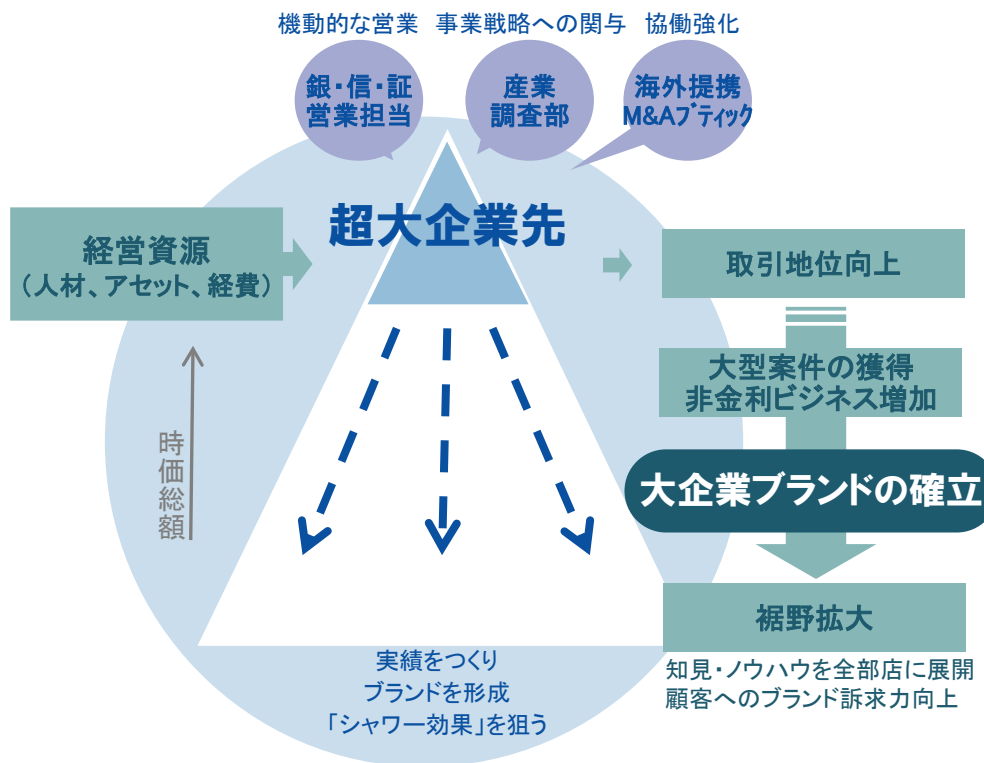 機動的な営業 事業戦略への関与 協働強化
銀・信・証
営業担当
産業
調査部
海外提携
M&Aブティック
超大企業先
経営資源
（人材、アセット、経費）
取引地位向上
大型案件の獲得
非金利ビジネス増加
時価総額
大企業ブランドの確立
裾野拡大
知見・ノウハウを全部店に展開
顧客へのブランド訴求力向上
実績をつくり
ブランドを形成
「シャワー効果」を狙う